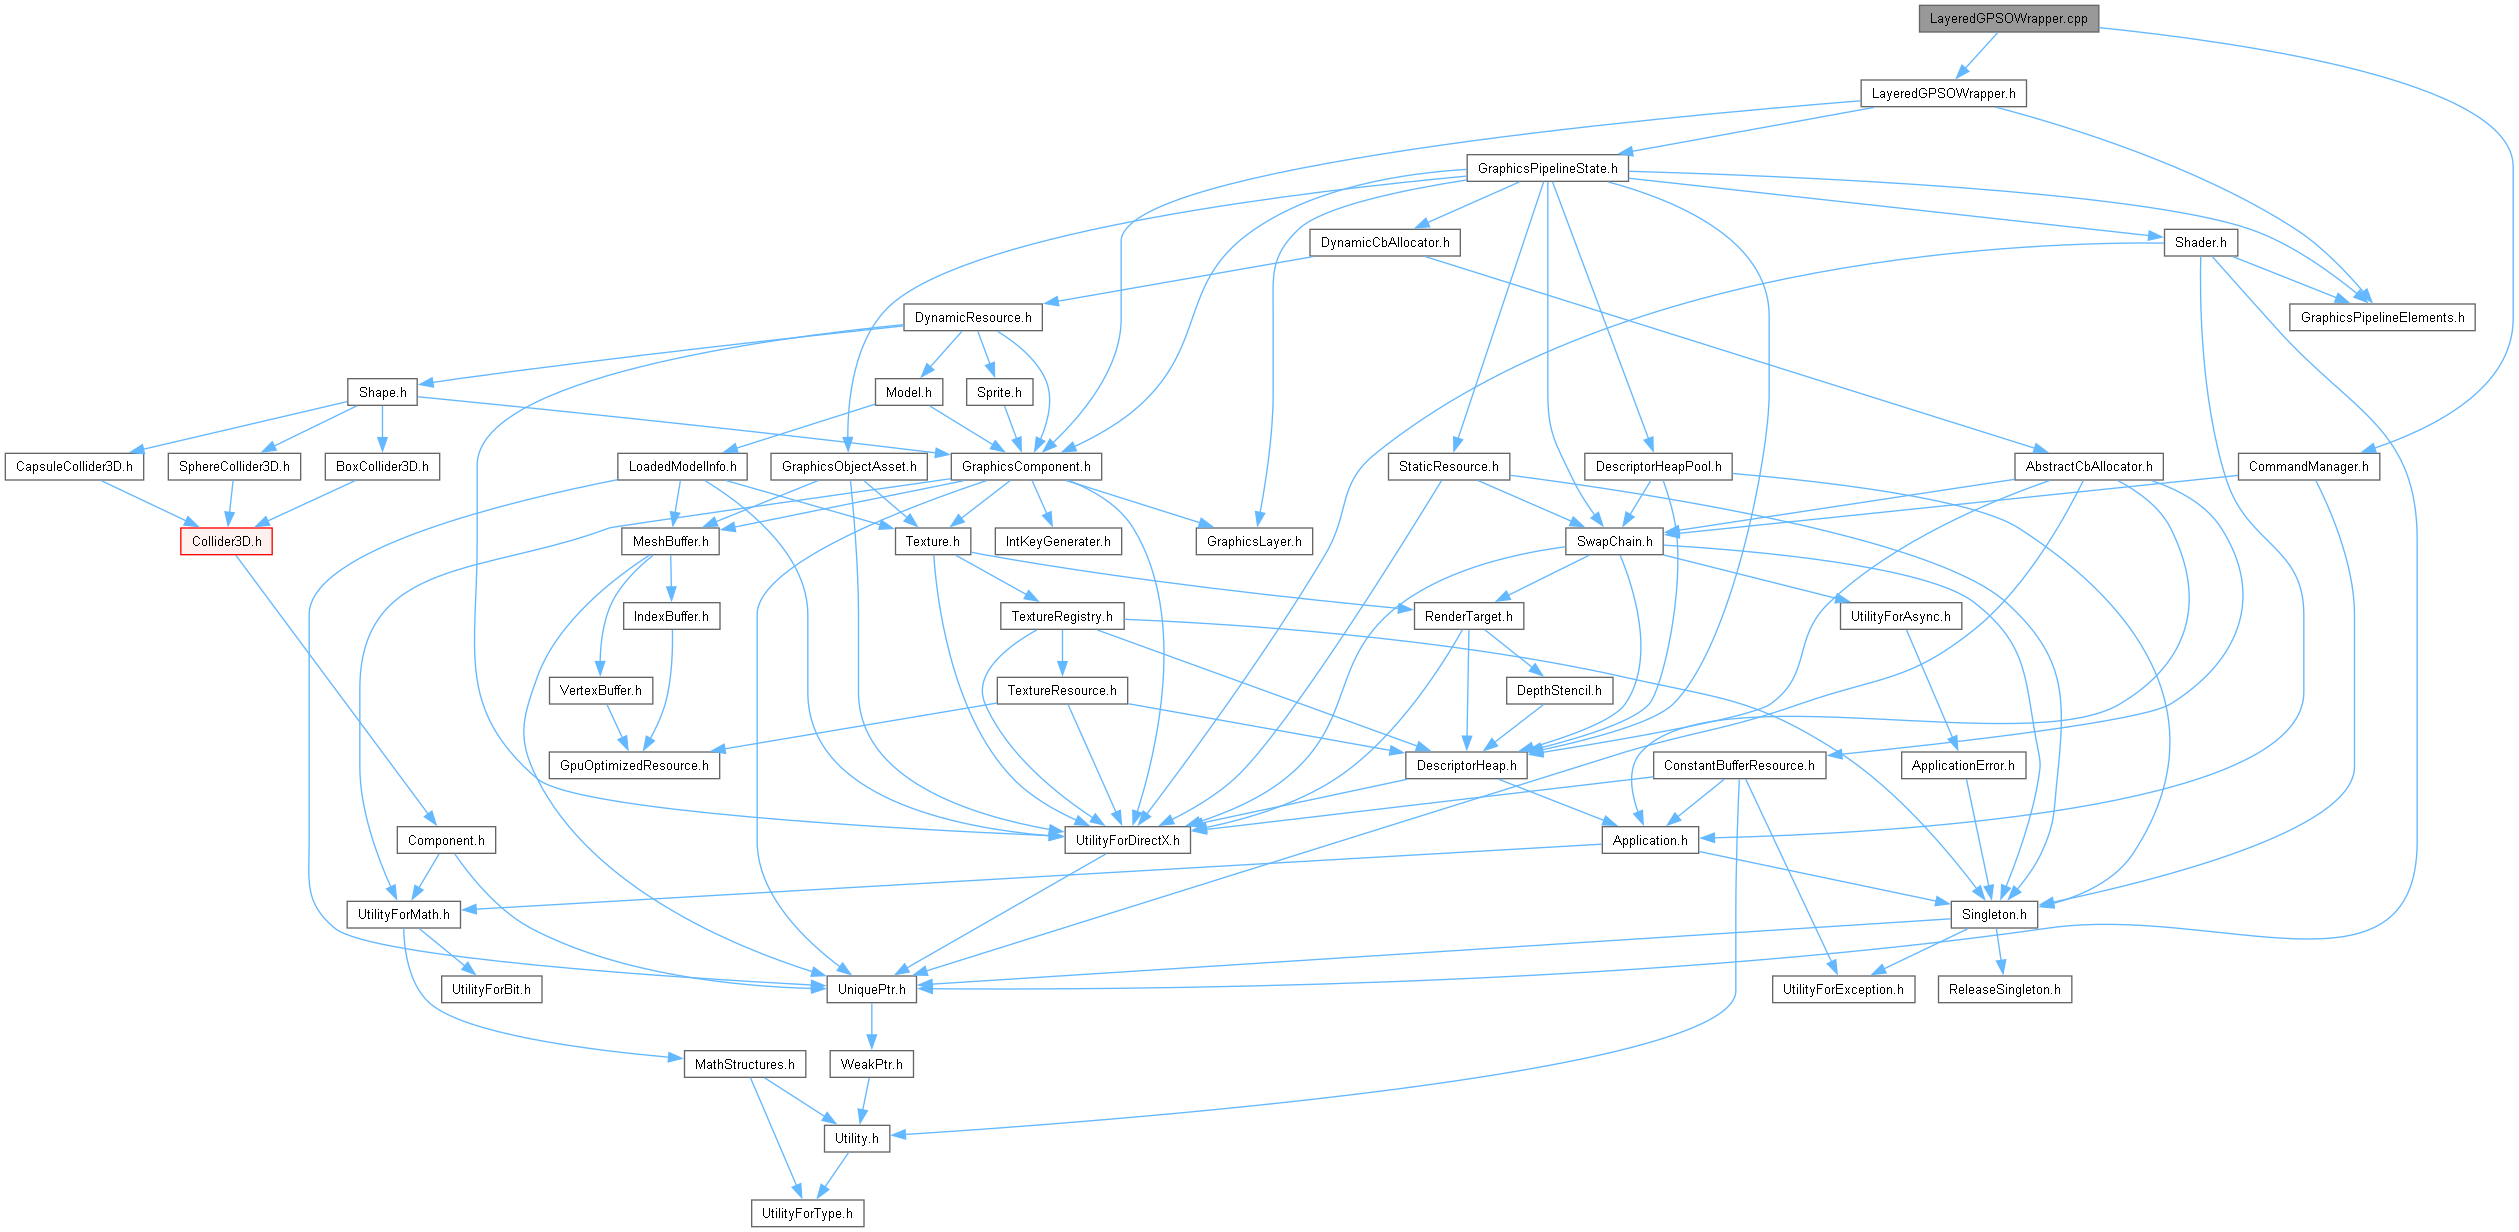 LayeredGPSOWrapper.cpp
LayeredGPSOWrapper.h
GraphicsPipelineState.h
DynamicCbAllocator.h
Shader.h
DynamicResource.h
GraphicsPipelineElements.h
Shape.h
Model.h
Sprite.h
CapsuleCollider3D.h
SphereCollider3D.h
BoxCollider3D.h
LoadedModelInfo.h
GraphicsObjectAsset.h
GraphicsComponent.h
StaticResource.h
DescriptorHeapPool.h
AbstractCbAllocator.h
CommandManager.h
Collider3D.h
MeshBuffer.h
Texture.h
IntKeyGenerater.h
GraphicsLayer.h
SwapChain.h
IndexBuffer.h
TextureRegistry.h
RenderTarget.h
UtilityForAsync.h
VertexBuffer.h
TextureResource.h
DepthStencil.h
GpuOptimizedResource.h
DescriptorHeap.h
ConstantBufferResource.h
ApplicationError.h
Component.h
UtilityForDirectX.h
Application.h
UtilityForMath.h
Singleton.h
UtilityForBit.h
UniquePtr.h
UtilityForException.h
ReleaseSingleton.h
MathStructures.h
WeakPtr.h
Utility.h
UtilityForType.h